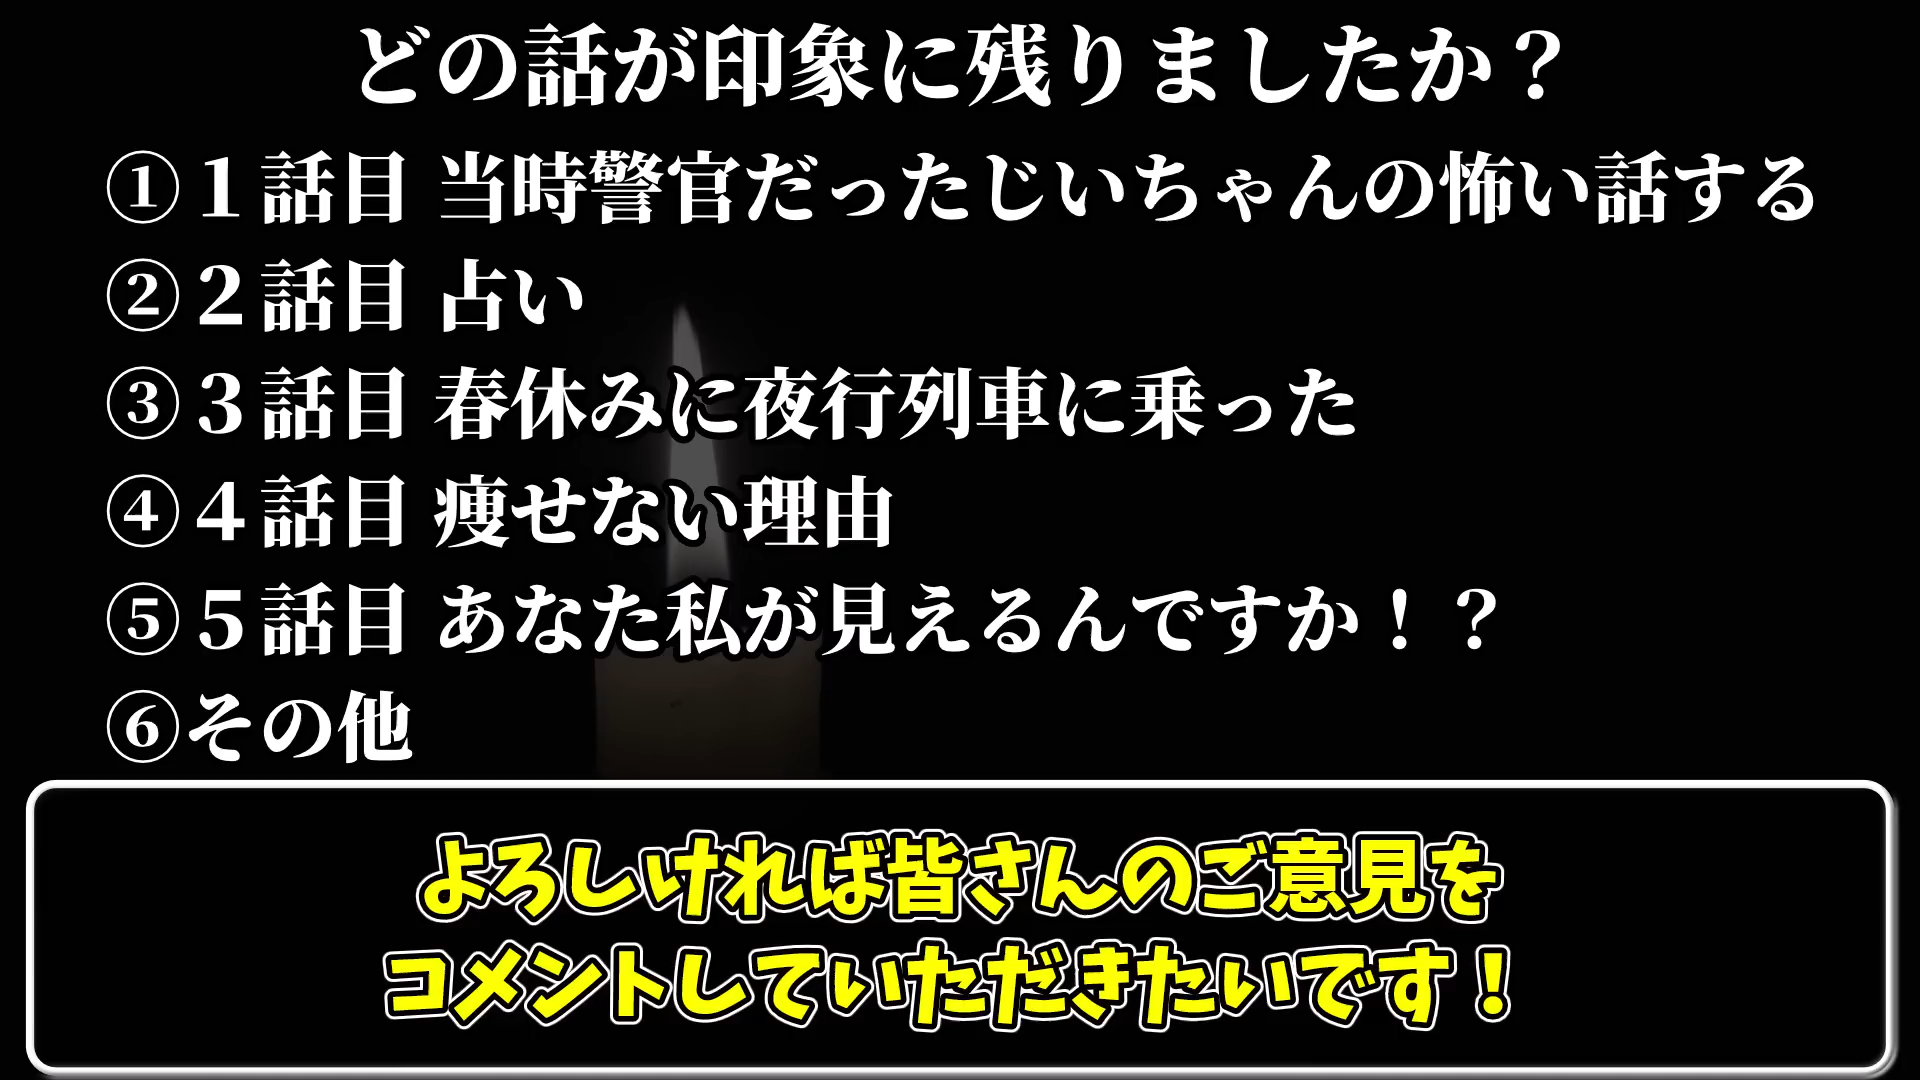 どの話が印象に残りましたか？
①１話目 当時警官だったじいちゃんの怖い話する
②２話目 占い
③３話目 春休みに夜行列車に乗った
④４話目 痩せない理由
⑤５話目 あなた私が見えるんですか！？
⑥その他
よろしければ皆さんのご意見を
コメントしていただきたいです！